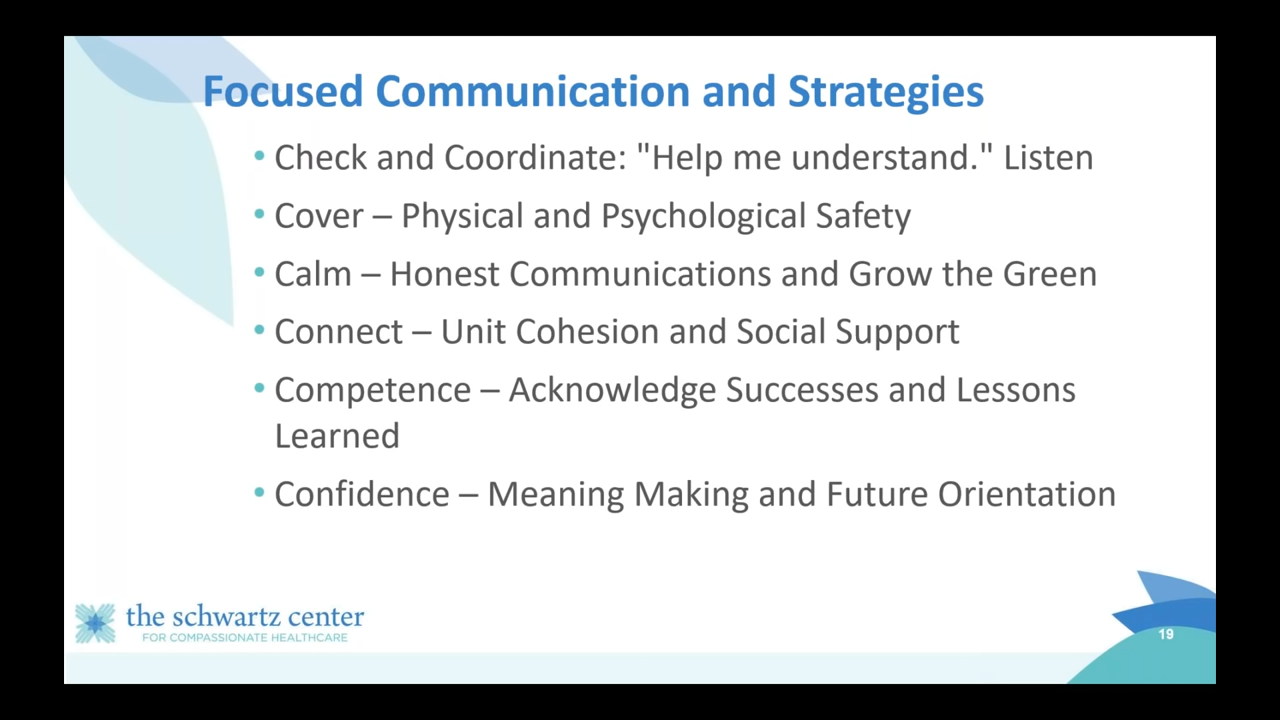 Focused Communication and Strategies
• Check and Coordinate: "Help me understand." Listen
• Cover – Physical and Psychological Safety
• Calm – Honest Communications and Grow the Green
• Connect – Unit Cohesion and Social Support
• Competence – Acknowledge Successes and Lessons
Learned
• Confidence – Meaning Making and Future Orientation
the schwartz center
FOR COMPASSIONATE HEALTHCARE
19